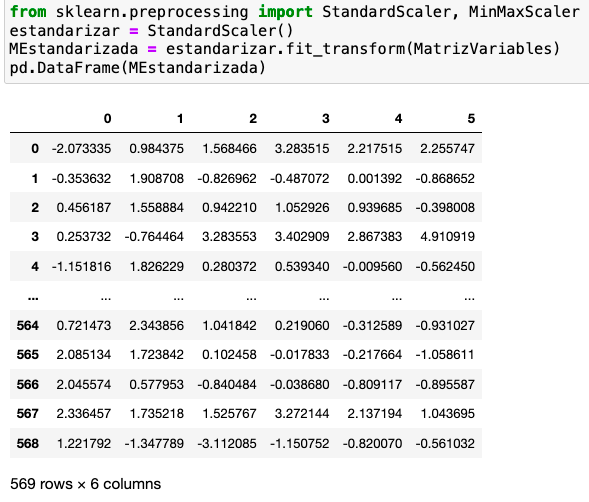 from sklearn.preprocessing import StandardScaler, MinMaxScaler
estandarizar = StandardScaler()
MEstandarizada = estandarizar.fit_transform(MatrizVariables)
pd.DataFrame(MEstandarizada)
0 1 2 3 4 5
0 -2.073335 0.984375 1.568466 3.283515 2.217515 2.255747
1 -0.353632 1.908708 -0.826962 -0.487072 0.001392 -0.868652
2 0.456187 1.558884 0.942210 1.052926 0.939685 -0.398008
3 0.253732 -0.764464 3.283553 3.402909 2.867383 4.910919
4 -1.151816 1.826229 0.280372 0.539340 -0.009560 -0.562450
... ... ... ... ... ... ...
564 0.721473 2.343856 1.041842 0.219060 -0.312589 -0.931027
565 2.085134 1.723842 0.102458 -0.017833 -0.217664 -1.058611
566 2.045574 0.577953 -0.840484 -0.038680 -0.809117 -0.895587
567 2.336457 1.735218 1.525767 3.272144 2.137194 1.043695
568 1.221792 -1.347789 -3.112085 -1.150752 -0.820070 -0.561032
569 rows × 6 columns